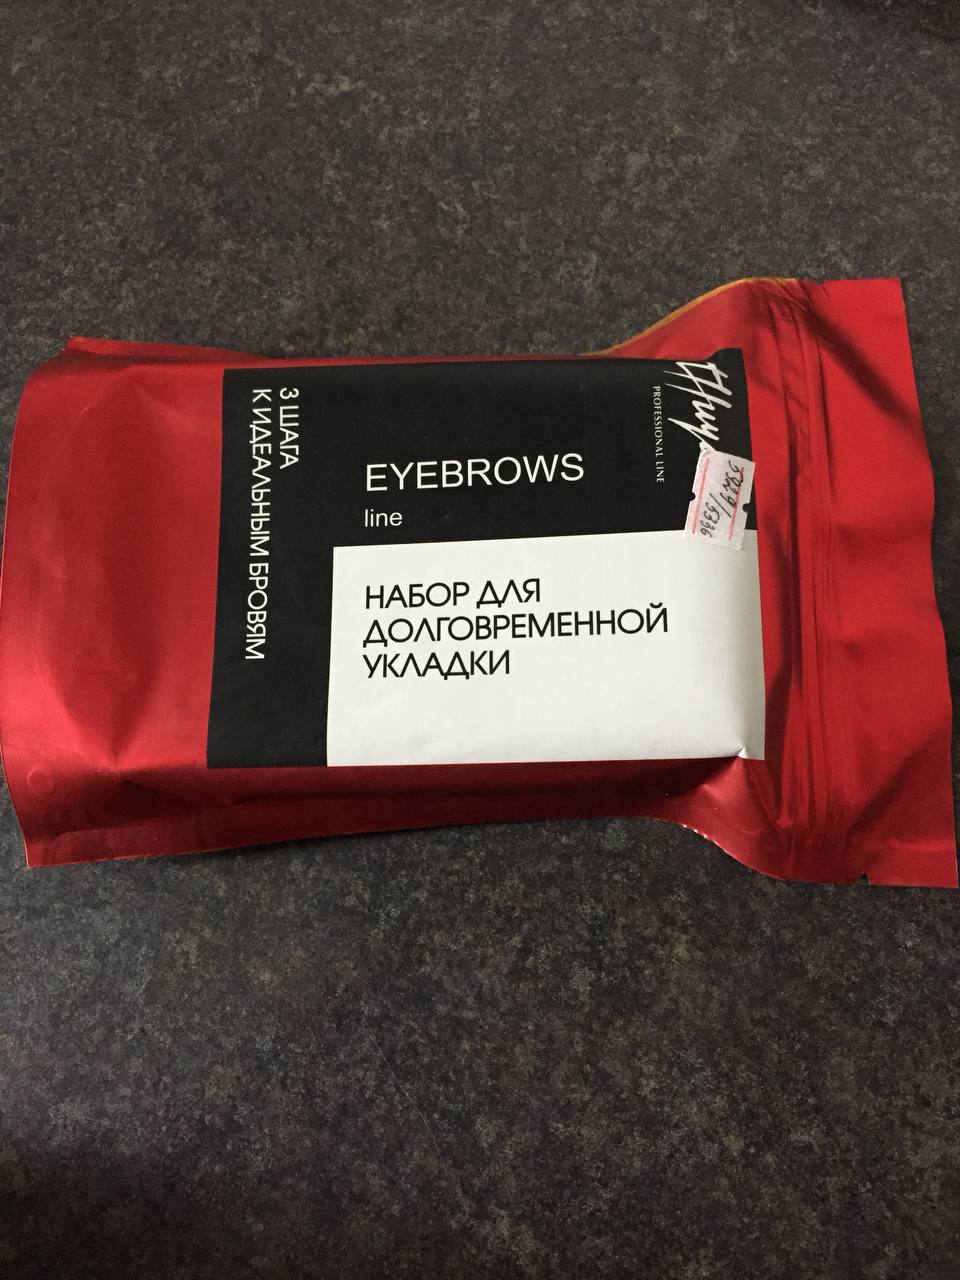 3 ШАГА
К ИДЕАЛЬНЫМ БРОВЯМ
EYEBROWS
line
НАБОР ДЛЯ
ДОЛГОВРЕМЕННОЙ
УКЛАДКИ
PROFESSIONAL LINE